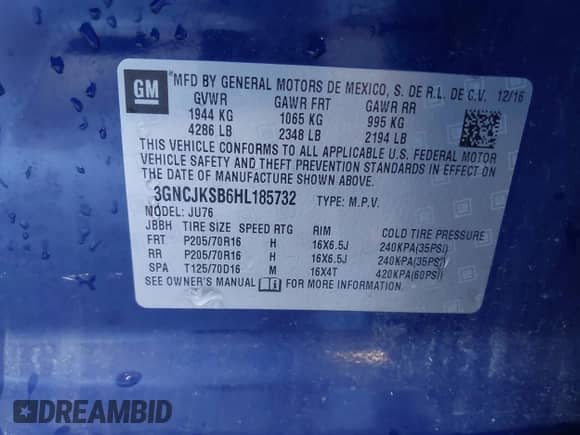 GM
MFD BY GENERAL MOTORS DE MEXICO, S. DE R.L. DE C.V. 12/16
GVWR GAWR FRT GAWR RR
1944 KG 1065 KG 995 KG
4286 LB 2348 LB 2194 LB
THIS VEHICLE CONFORMS TO ALL APPLICABLE U.S. FEDERAL MOTOR
VEHICLE SAFETY AND THEFT PREVENTION STANDARDS IN EFFECT ON
THE DATE OF MANUFACTURE SHOWN ABOVE.
3GNCJKSB6HL185732 TYPE: M.P.V.
MODEL: JU76
JBBH TIRE SIZE SPEED RTG RIM COLD TIRE PRESSURE
FRT P205/70R16 H 16X6.5J 240KPA(35PSI)
RR P205/70R16 H 16X6.5J 240KPA(35PSI)
SPA T125/70D16 M 16X4T 420KPA(60PSI)
SEE OWNER'S MANUAL FOR MORE INFORMATION.
DREAMBID